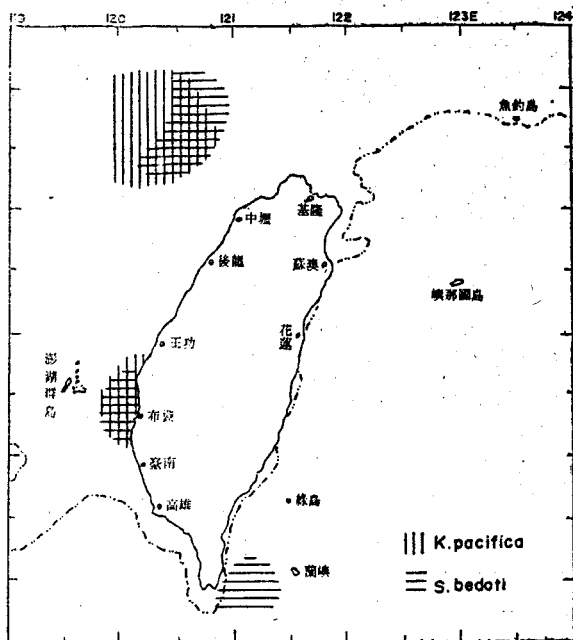 119 120 121 122 123E 124
魚釣島
基隆
中壢
後龍
蘇澳
與那國島
花蓮
王功
澎湖群島
布袋
臺南
高雄
綠島
蘭嶼
K. pacifica
S. bedoti